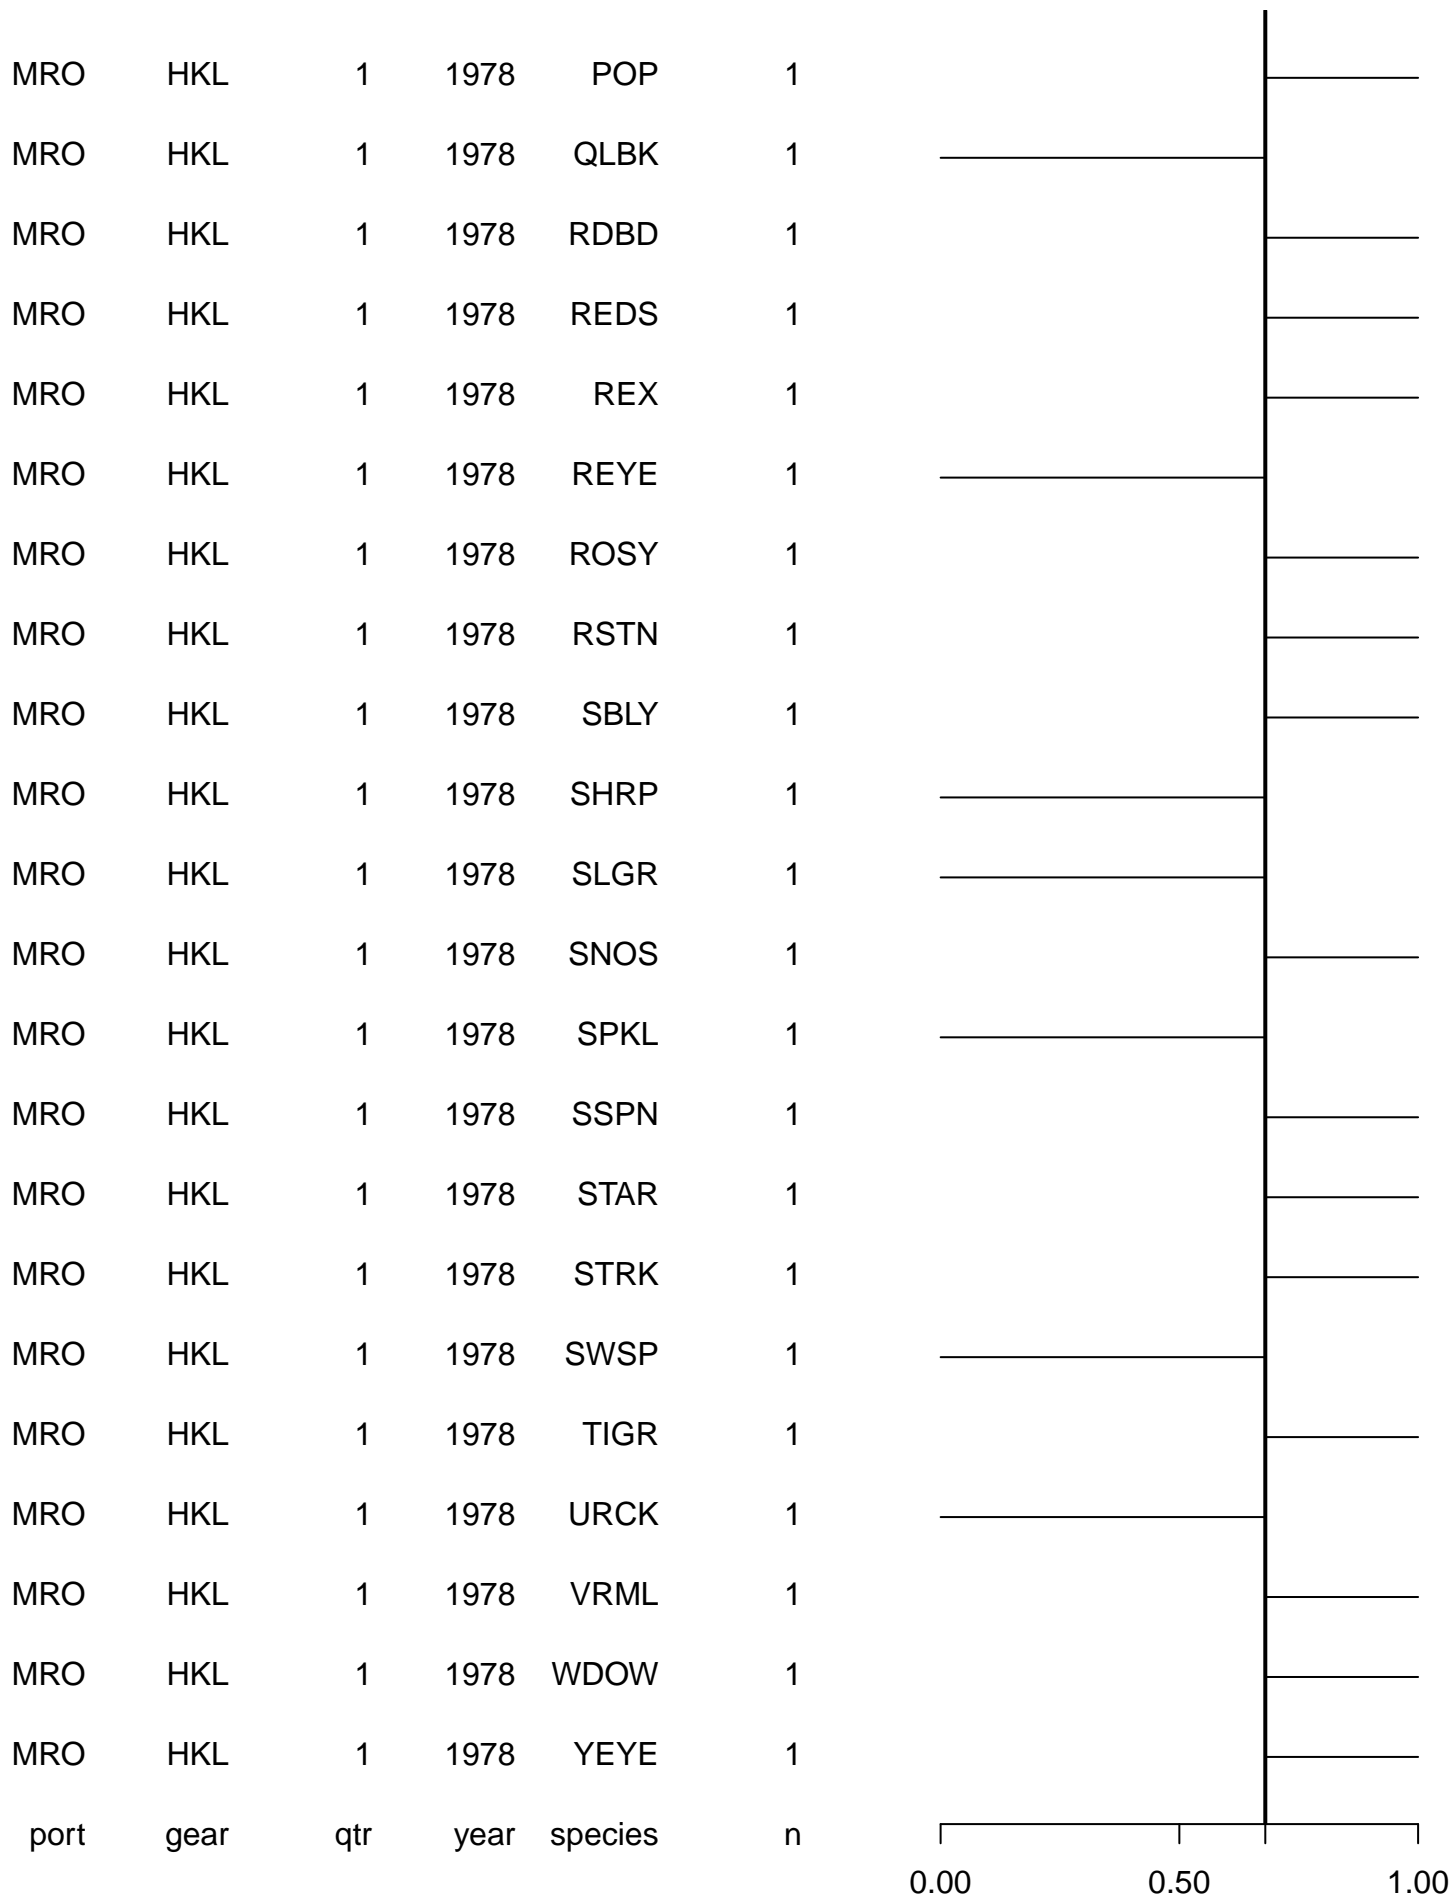 MRO HKL 1 1978 POP 1
MRO HKL 1 1978 QLBK 1
MRO HKL 1 1978 RDBD 1
MRO HKL 1 1978 REDS 1
MRO HKL 1 1978 REX 1
MRO HKL 1 1978 REYE 1
MRO HKL 1 1978 ROSY 1
MRO HKL 1 1978 RSTN 1
MRO HKL 1 1978 SBLY 1
MRO HKL 1 1978 SHRP 1
MRO HKL 1 1978 SLGR 1
MRO HKL 1 1978 SNOS 1
MRO HKL 1 1978 SPKL 1
MRO HKL 1 1978 SSPN 1
MRO HKL 1 1978 STAR 1
MRO HKL 1 1978 STRK 1
MRO HKL 1 1978 SWSP 1
MRO HKL 1 1978 TIGR 1
MRO HKL 1 1978 URCK 1
MRO HKL 1 1978 VRML 1
MRO HKL 1 1978 WDOW 1
MRO HKL 1 1978 YEYE 1
port gear qtr year species n
0.00 0.50 1.00